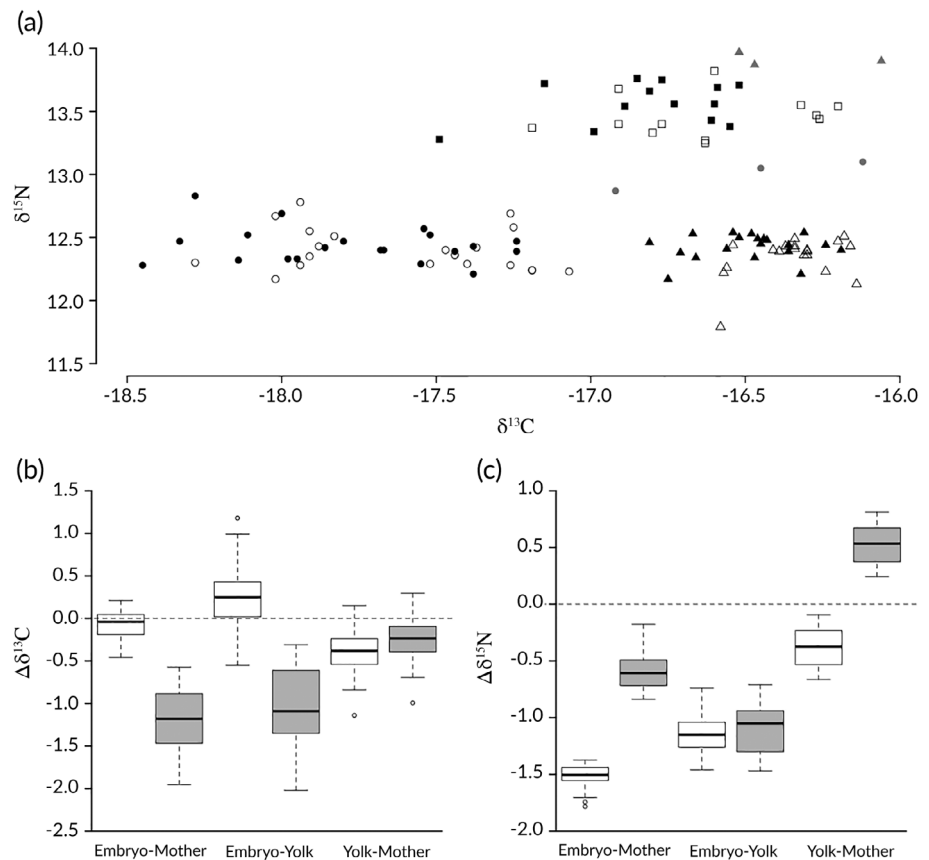 (a)
14.0
13.5
13.0
12.5
12.0
11.5
δ15N
-18.5 -18.0 -17.5 -17.0 -16.5 -16.0
δ13C
(b)
1.5
1.0
0.5
0.0
-0.5
-1.0
-1.5
-2.0
-2.5
Δδ13C
Embryo-Mother Embryo-Yolk Yolk-Mother
(c)
1.0
0.5
0.0
-0.5
-1.0
-1.5
-2.0
Δδ15N
Embryo-Mother Embryo-Yolk Yolk-Mother